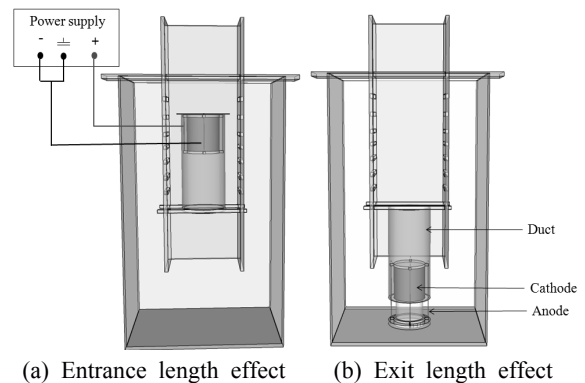 Power supply
- ⏚ +
Duct
Cathode
Anode
(a) Entrance length effect (b) Exit length effect